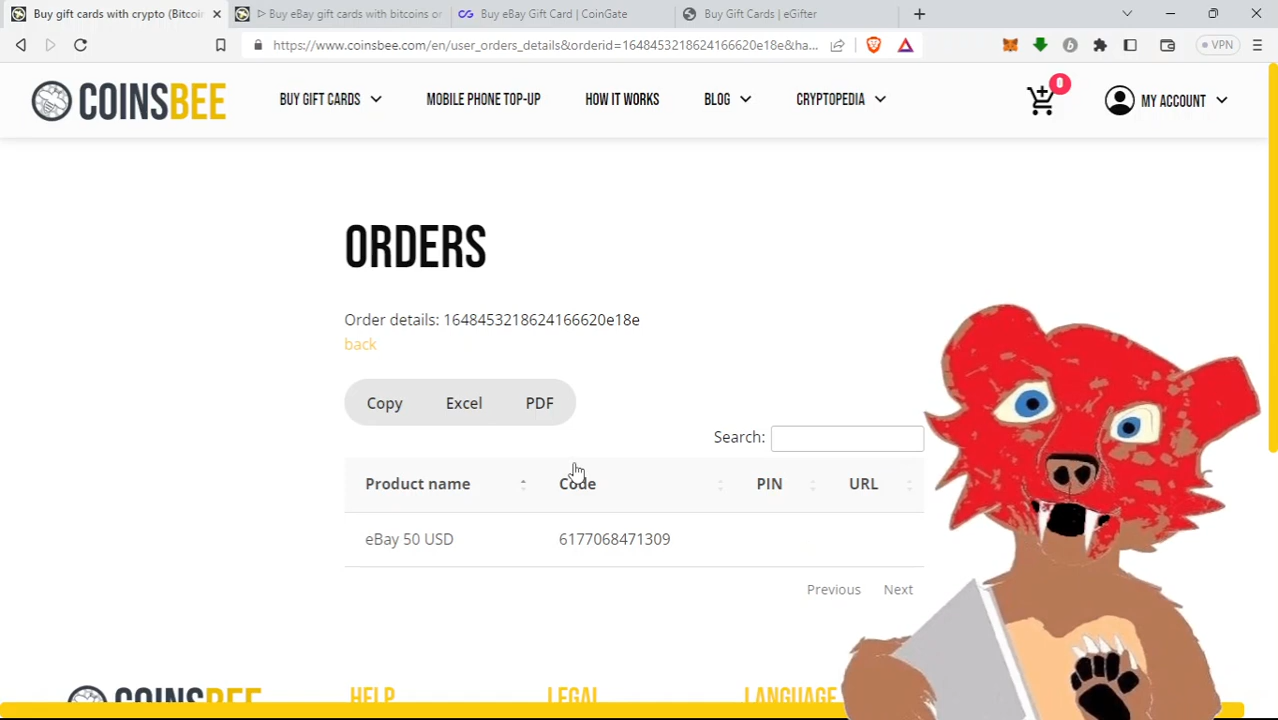 Buy gift cards with crypto (Bitcoin
Buy eBay gift cards with bitcoins or
Buy eBay Gift Card | CoinGate
Buy Gift Cards | eGifter
https://www.coinsbee.com/en/user_orders_details&orderid=1648453218624166620e18e&ha...
VPN
COINSBEE
BUY GIFT CARDS
MOBILE PHONE TOP-UP
HOW IT WORKS
BLOG
CRYPTOPEDIA
0
MY ACCOUNT
ORDERS
Order details: 1648453218624166620e18e
back
Copy Excel PDF
Search:
Product name Code PIN URL
eBay 50 USD 6177068471309
Previous Next
COINSBEE HELP LEGAL LANGUAGE